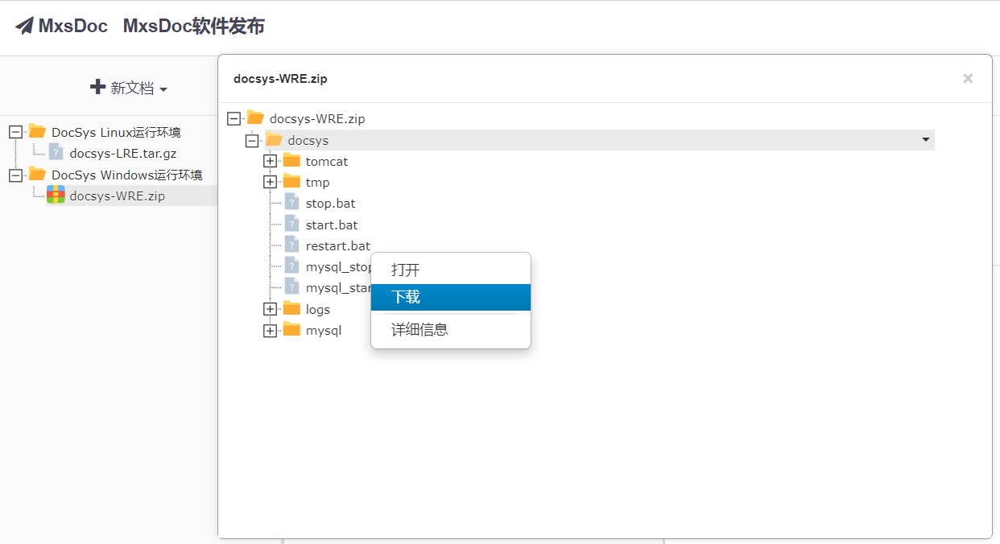 MxsDoc MxsDoc软件发布
新文档
DocSys Linux运行环境
docsys-LRE.tar.gz
DocSys Windows运行环境
docsys-WRE.zip
docsys-WRE.zip
docsys-WRE.zip
docsys
tomcat
tmp
stop.bat
start.bat
restart.bat
mysql_stop
mysql_star
logs
mysql
打开
下载
详细信息